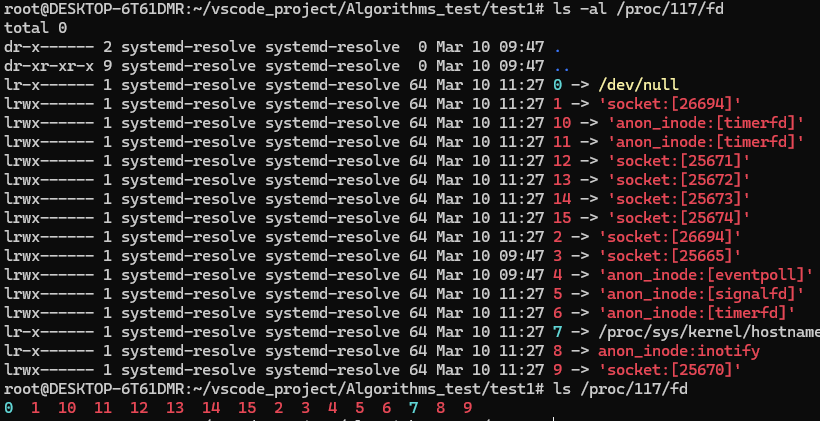 root@DESKTOP-6T61DMR:~/vscode_project/Algorithms_test/test1# ls -al /proc/117/fd
total 0
dr-x------ 2 systemd-resolve systemd-resolve  0 Mar 10 09:47 .
dr-xr-xr-x 9 systemd-resolve systemd-resolve  0 Mar 10 09:47 ..
lr-x------ 1 systemd-resolve systemd-resolve 64 Mar 10 11:27 0 -> /dev/null
lrwx------ 1 systemd-resolve systemd-resolve 64 Mar 10 11:27 1 -> 'socket:[26694]'
lrwx------ 1 systemd-resolve systemd-resolve 64 Mar 10 11:27 10 -> 'anon_inode:[timerfd]'
lrwx------ 1 systemd-resolve systemd-resolve 64 Mar 10 11:27 11 -> 'anon_inode:[timerfd]'
lrwx------ 1 systemd-resolve systemd-resolve 64 Mar 10 11:27 12 -> 'socket:[25671]'
lrwx------ 1 systemd-resolve systemd-resolve 64 Mar 10 11:27 13 -> 'socket:[25672]'
lrwx------ 1 systemd-resolve systemd-resolve 64 Mar 10 11:27 14 -> 'socket:[25673]'
lrwx------ 1 systemd-resolve systemd-resolve 64 Mar 10 11:27 15 -> 'socket:[25674]'
lrwx------ 1 systemd-resolve systemd-resolve 64 Mar 10 11:27 2 -> 'socket:[26694]'
lrwx------ 1 systemd-resolve systemd-resolve 64 Mar 10 09:47 3 -> 'socket:[25665]'
lrwx------ 1 systemd-resolve systemd-resolve 64 Mar 10 09:47 4 -> 'anon_inode:[eventpoll]'
lrwx------ 1 systemd-resolve systemd-resolve 64 Mar 10 11:27 5 -> 'anon_inode:[signalfd]'
lrwx------ 1 systemd-resolve systemd-resolve 64 Mar 10 11:27 6 -> 'anon_inode:[timerfd]'
lr-x------ 1 systemd-resolve systemd-resolve 64 Mar 10 11:27 7 -> /proc/sys/kernel/hostname
lr-x------ 1 systemd-resolve systemd-resolve 64 Mar 10 11:27 8 -> anon_inode:inotify
lrwx------ 1 systemd-resolve systemd-resolve 64 Mar 10 11:27 9 -> 'socket:[25670]'
root@DESKTOP-6T61DMR:~/vscode_project/Algorithms_test/test1# ls /proc/117/fd
0  1  10  11  12  13  14  15  2  3  4  5  6  7  8  9